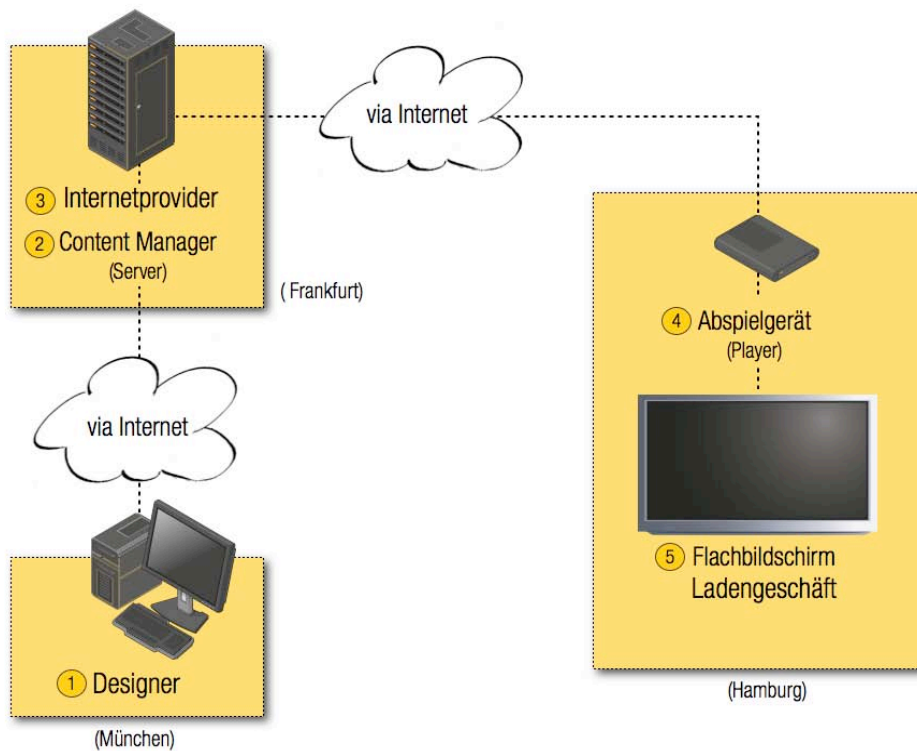 via Internet
3 Internetprovider
2 Content Manager
(Server)
( Frankfurt)
4 Abspielgerät
(Player)
via Internet
5 Flachbildschirm
Ladengeschäft
1 Designer
(Hamburg)
(München)